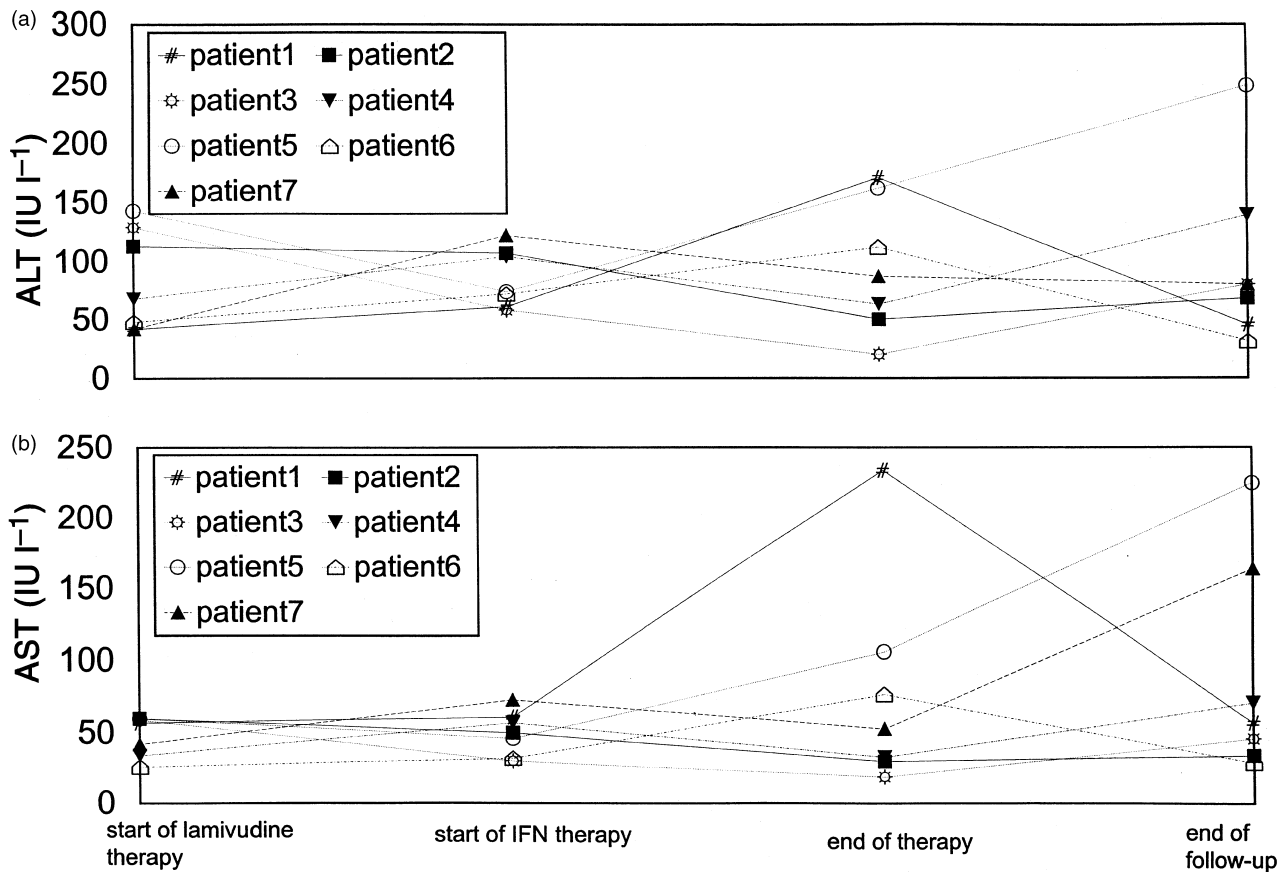 (a)
300
250
200
150
100
50
0
ALT (IU l–1)
patient1 patient2
patient3 patient4
patient5 patient6
patient7
(b)
250
200
150
100
50
0
AST (IU l–1)
patient1 patient2
patient3 patient4
patient5 patient6
patient7
start of lamivudine
therapy
start of IFN therapy
end of therapy
end of
follow-up